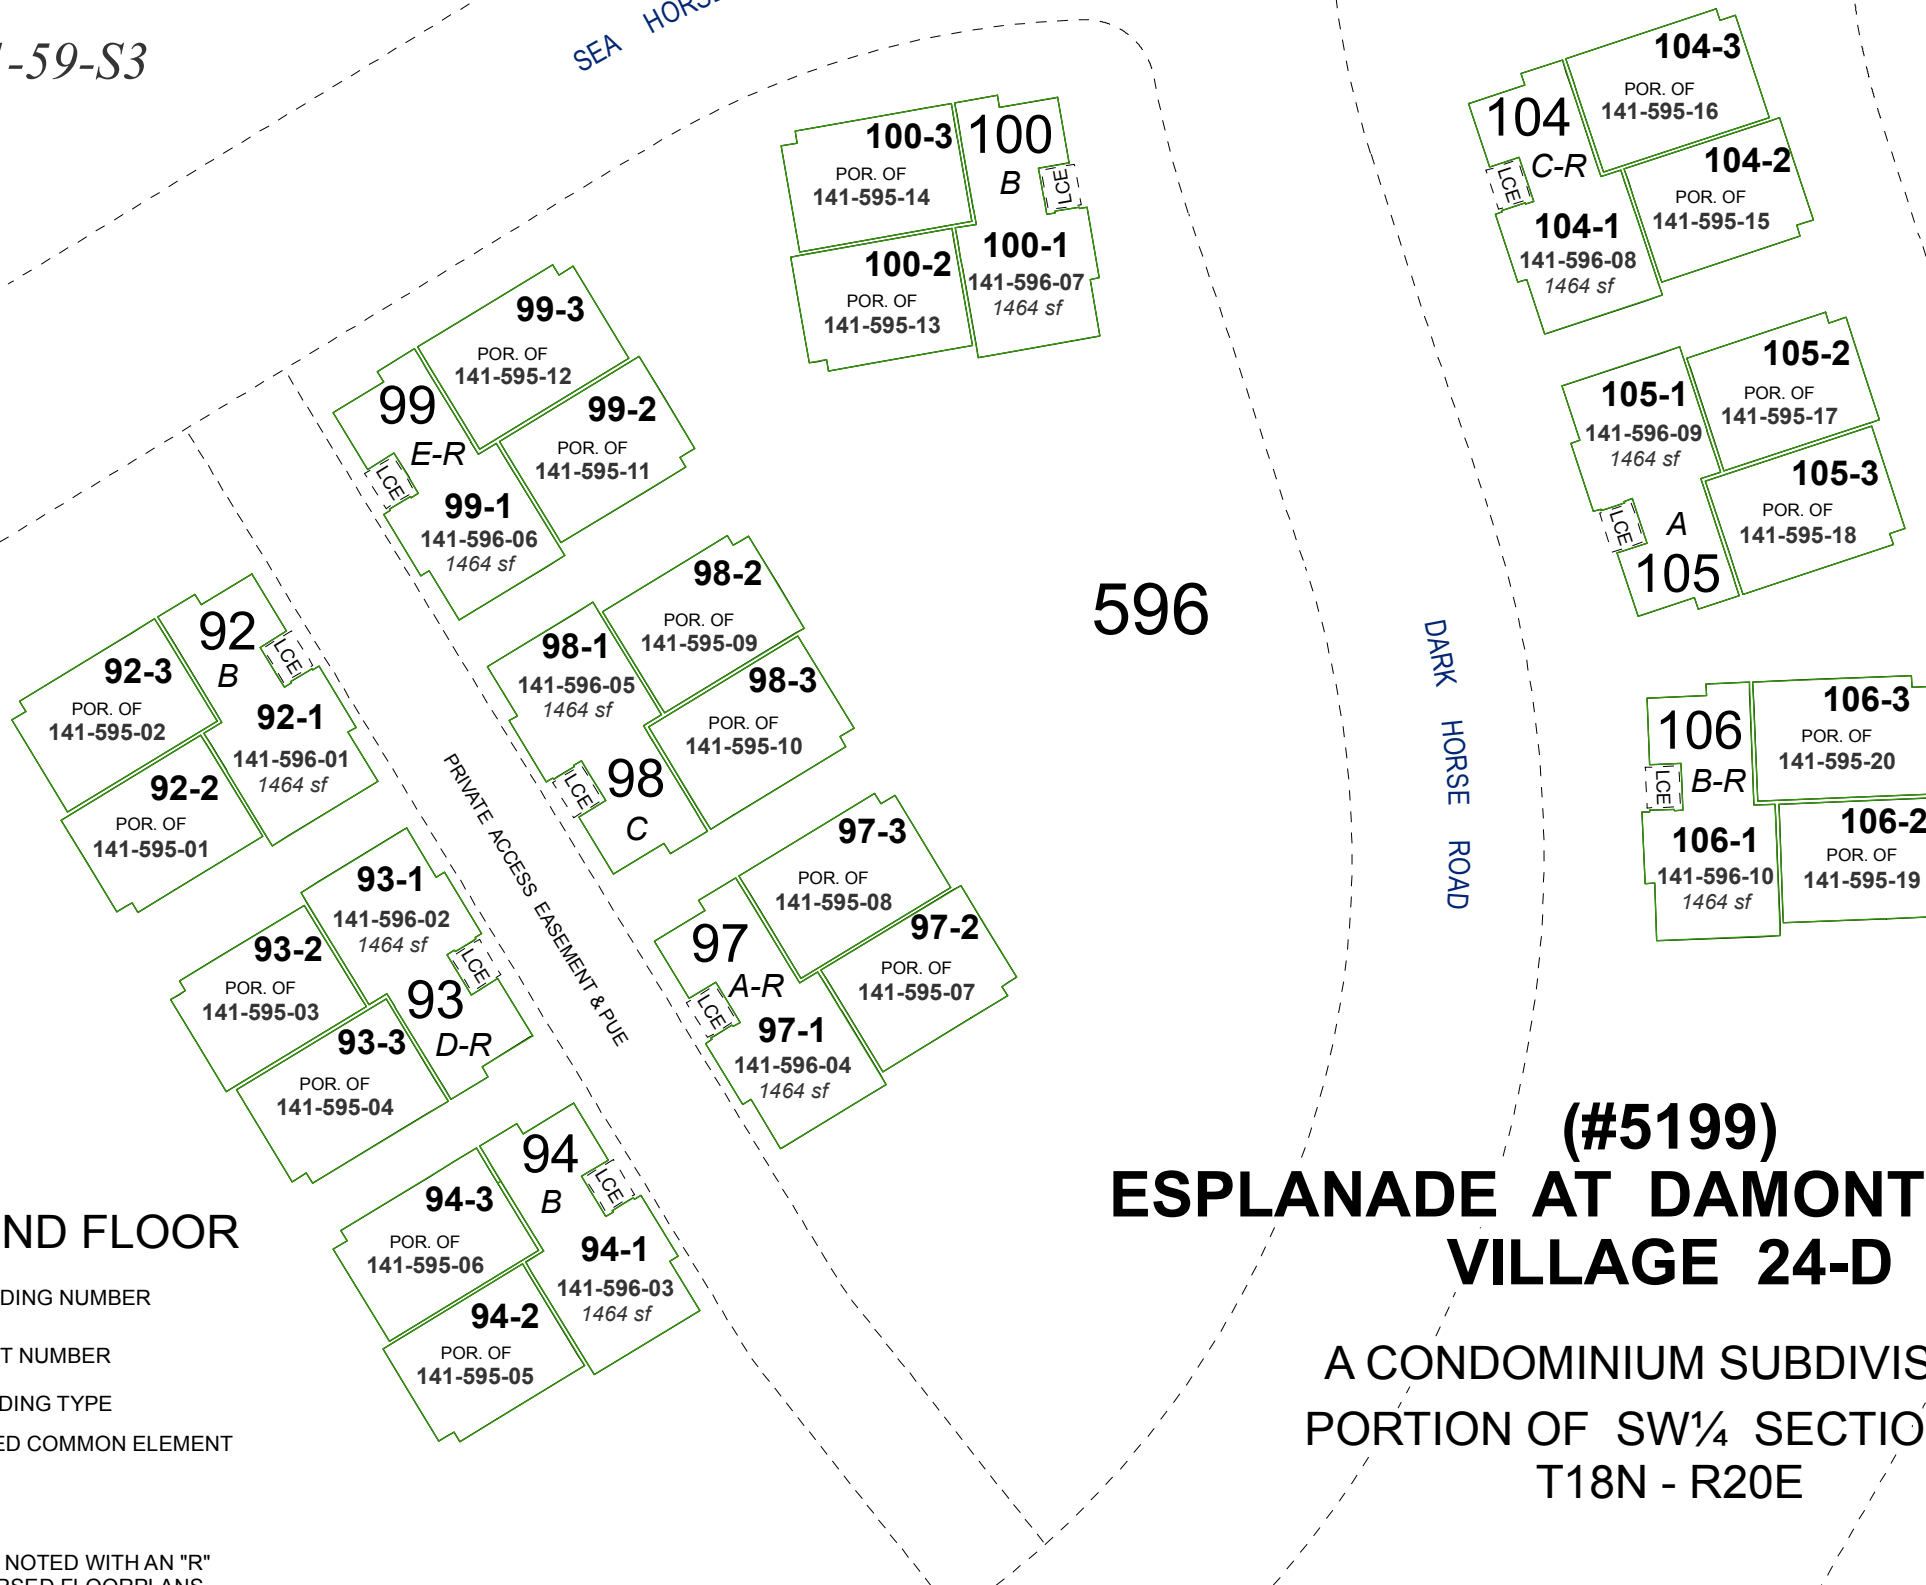 -59-S3
SEA HORSE
100-3
POR. OF
141-595-14
100
B
LCE
100-2
POR. OF
141-595-13
100-1
141-596-07
1464 sf
104-3
POR. OF
141-595-16
104
C-R
LCE
104-2
POR. OF
141-595-15
104-1
141-596-08
1464 sf
99-3
POR. OF
141-595-12
99
E-R
LCE
99-2
POR. OF
141-595-11
99-1
141-596-06
1464 sf
105-2
POR. OF
141-595-17
105-1
141-596-09
1464 sf
105-3
POR. OF
141-595-18
LCE
A
105
98-2
POR. OF
141-595-09
98-1
141-596-05
1464 sf
98-3
POR. OF
141-595-10
LCE
98
C
596
92
B
LCE
92-3
POR. OF
141-595-02
92-1
141-596-01
1464 sf
92-2
POR. OF
141-595-01
DARK HORSE ROAD
106-3
POR. OF
141-595-20
106
B-R
LCE
106-2
POR. OF
141-595-19
106-1
141-596-10
1464 sf
PRIVATE ACCESS EASEMENT & PUE
97-3
POR. OF
141-595-08
97
A-R
LCE
97-2
POR. OF
141-595-07
97-1
141-596-04
1464 sf
93-1
141-596-02
1464 sf
93-2
POR. OF
141-595-03
LCE
93
D-R
93-3
POR. OF
141-595-04
94
B
LCE
94-3
POR. OF
141-595-06
94-1
141-596-03
1464 sf
94-2
POR. OF
141-595-05
ND FLOOR
DING NUMBER
T NUMBER
DING TYPE
ED COMMON ELEMENT
NOTED WITH AN "R"
RSED FLOORPLANS
(#5199)
ESPLANADE AT DAMONT
VILLAGE 24-D
A CONDOMINIUM SUBDIVIS
PORTION OF SW¼ SECTIO
T18N - R20E